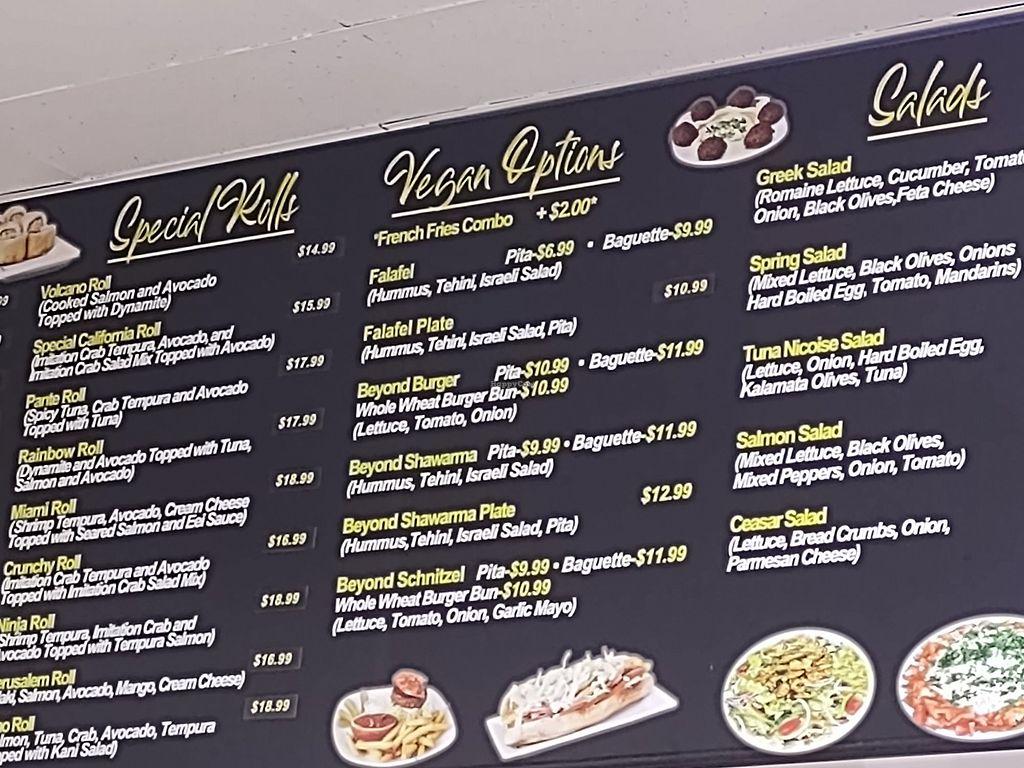 Special Rolls
$14.99
Volcano Roll
(Cooked Salmon and Avocado
Topped with Dynamite)
$15.99
Special California Roll
(Imitation Crab Tempura, Avocado, and
Imitation Crab Salad Mix Topped with Avocado)
$17.99
Pante Roll
(Spicy Tuna, Crab Tempura and Avocado
Topped with Tuna)
$17.99
Rainbow Roll
(Dynamite and Avocado Topped with Tuna,
Salmon and Avocado)
$18.99
Miami Roll
(Shrimp Tempura, Avocado, Cream Cheese
Topped with Seared Salmon and Eel Sauce)
$16.99
Crunchy Roll
(Imitation Crab Tempura and Avocado
Topped with Imitation Crab Salad Mix)
$18.99
Ninja Roll
Shrimp Tempura, Imitation Crab and
Avocado Topped with Tempura Salmon)
$16.99
erusalem Roll
Salmon, Avocado, Mango, Cream Cheese)
$18.99
Roll
Tuna, Crab, Avocado, Tempura
with Kani Salad)
Vegan Options
*French Fries Combo +$2.00*
Falafel Pita-$6.99 • Baguette-$9.99
(Hummus, Tehini, Israeli Salad)
$10.99
Falafel Plate
(Hummus, Tehini, Israeli Salad, Pita)
Beyond Burger Pita-$10.99 • Baguette-$11.99
Whole Wheat Burger Bun-$10.99
(Lettuce, Tomato, Onion)
Beyond Shawarma Pita-$9.99 • Baguette-$11.99
(Hummus, Tehini, Israeli Salad)
$12.99
Beyond Shawarma Plate
(Hummus,Tehini, Israeli Salad, Pita)
Beyond Schnitzel Pita-$9.99 • Baguette-$11.99
Whole Wheat Burger Bun-$10.99
(Lettuce, Tomato, Onion, Garlic Mayo)
Salads
Greek Salad
(Romaine Lettuce, Cucumber, Tomato
Onion, Black Olives,Feta Cheese)
Spring Salad
(Mixed Lettuce, Black Olives, Onions
Hard Boiled Egg, Tomato, Mandarins)
Tuna Nicoise Salad
(Lettuce, Onion, Hard Boiled Egg,
Kalamata Olives, Tuna)
Salmon Salad
(Mixed Lettuce, Black Olives,
Mixed Peppers, Onion, Tomato)
Ceasar Salad
(Lettuce, Bread Crumbs, Onion,
Parmesan Cheese)